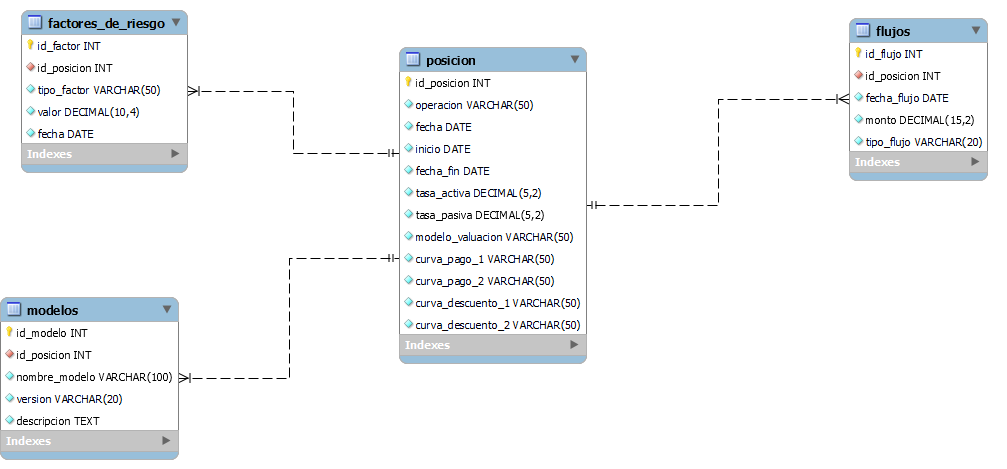 factores_de_riesgo
id_factor INT
id_posicion INT
tipo_factor VARCHAR(50)
valor DECIMAL(10,4)
fecha DATE
Indexes
posicion
id_posicion INT
operacion VARCHAR(50)
fecha DATE
inicio DATE
fecha_fin DATE
tasa_activa DECIMAL(5,2)
tasa_pasiva DECIMAL(5,2)
modelo_valuacion VARCHAR(50)
curva_pago_1 VARCHAR(50)
curva_pago_2 VARCHAR(50)
curva_descuento_1 VARCHAR(50)
curva_descuento_2 VARCHAR(50)
Indexes
flujos
id_flujo INT
id_posicion INT
fecha_flujo DATE
monto DECIMAL(15,2)
tipo_flujo VARCHAR(20)
Indexes
modelos
id_modelo INT
id_posicion INT
nombre_modelo VARCHAR(100)
version VARCHAR(20)
descripcion TEXT
Indexes